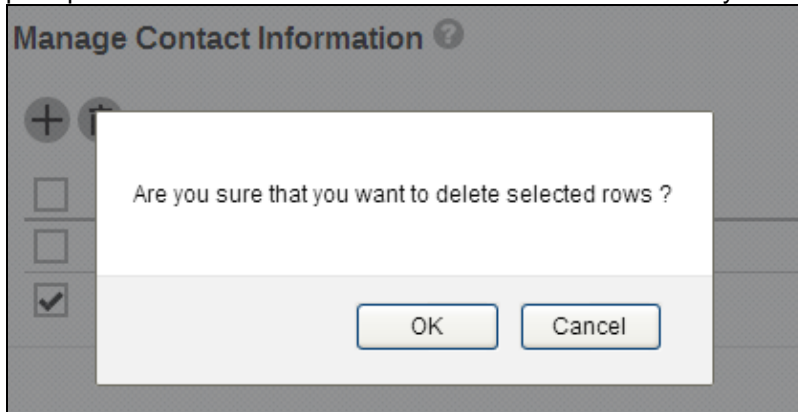 Manage Contact Information ?
Are you sure that you want to delete selected rows ?
OK Cancel